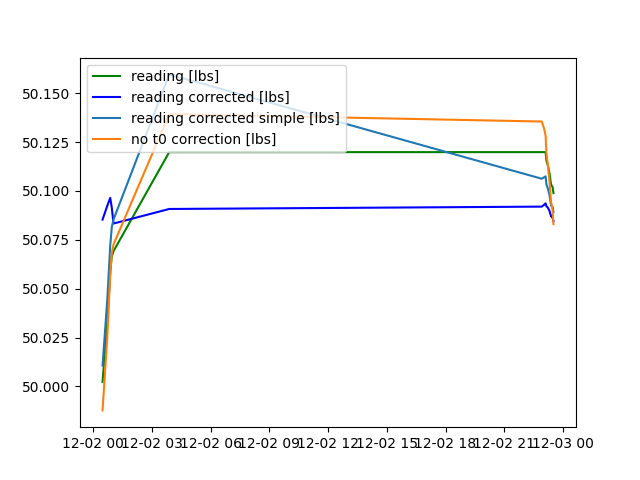 reading [lbs]
reading corrected [lbs]
reading corrected simple [lbs]
no t0 correction [lbs]
50.150
50.125
50.100
50.075
50.050
50.025
50.000
12-02 00 12-02 03 12-02 06 12-02 09 12-02 12 12-02 15 12-02 18 12-02 21 12-03 00